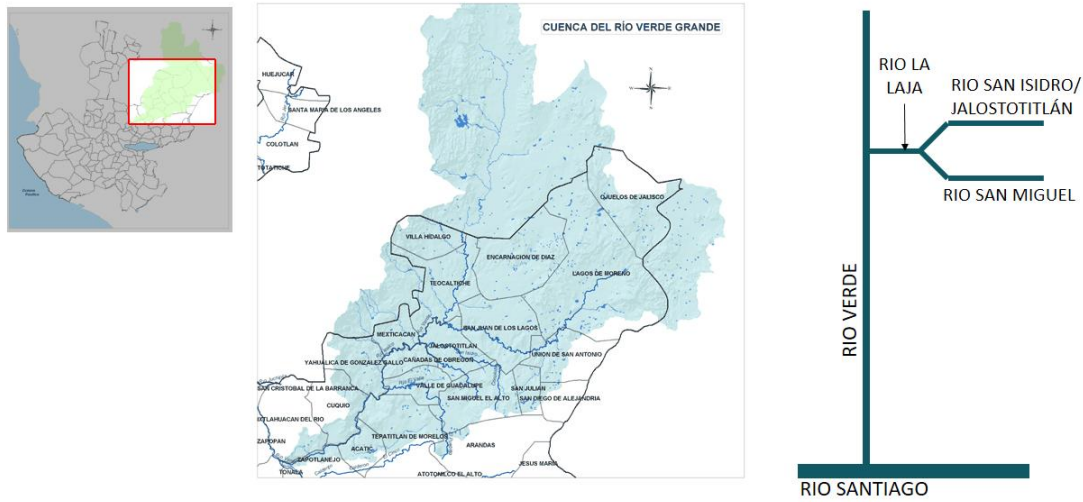 CUENCA DEL RÍO VERDE GRANDE
HUEJUCAR
SANTA MARIA DE LOS ANGELES
COLOTLAN
TOTATICHE
OJUELOS DE JALISCO
VILLA HIDALGO
ENCARNACION DE DIAZ
LAGOS DE MORENO
TEOCALTICHE
SAN JUAN DE LOS LAGOS
MEXTICACAN
JALOSTOTITLAN
UNION DE SAN ANTONIO
YAHUALICA DE GONZALEZ GALLO
CAÑADAS DE OBREGON
SAN CRISTOBAL DE LA BARRANCA
VALLE DE GUADALUPE
SAN JULIAN
SAN MIGUEL EL ALTO
SAN DIEGO DE ALEJANDRIA
CUQUIO
IXTLAHUACAN DEL RIO
ZAPOPAN
TEPATITLAN DE MORELOS
ACATIC
ARANDAS
ZAPOTLANEJO
TONALA
JESUS MARIA
ATOTONILCO EL ALTO
RIO LA
LAJA
RIO SAN ISIDRO/
JALOSTOTITLÁN
RIO SAN MIGUEL
RIO VERDE
RIO SANTIAGO